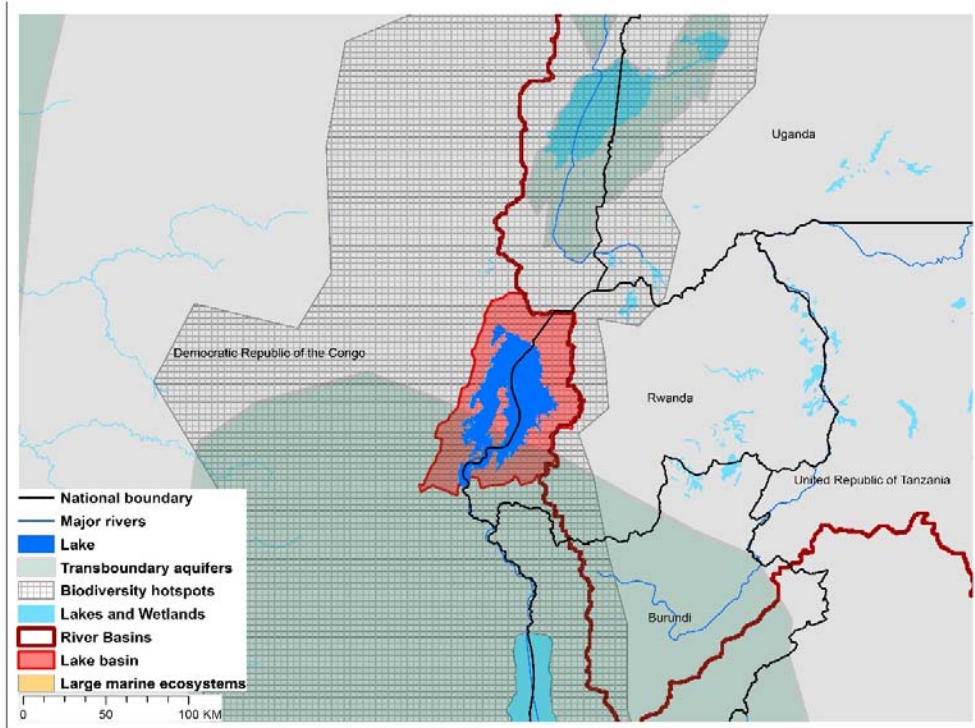 Uganda
Democratic Republic of the Congo
Rwanda
United Republic of Tanzania
Burundi
National boundary
Major rivers
Lake
Transboundary aquifers
Biodiversity hotspots
Lakes and Wetlands
River Basins
Lake basin
Large marine ecosystems
0 50 100 KM